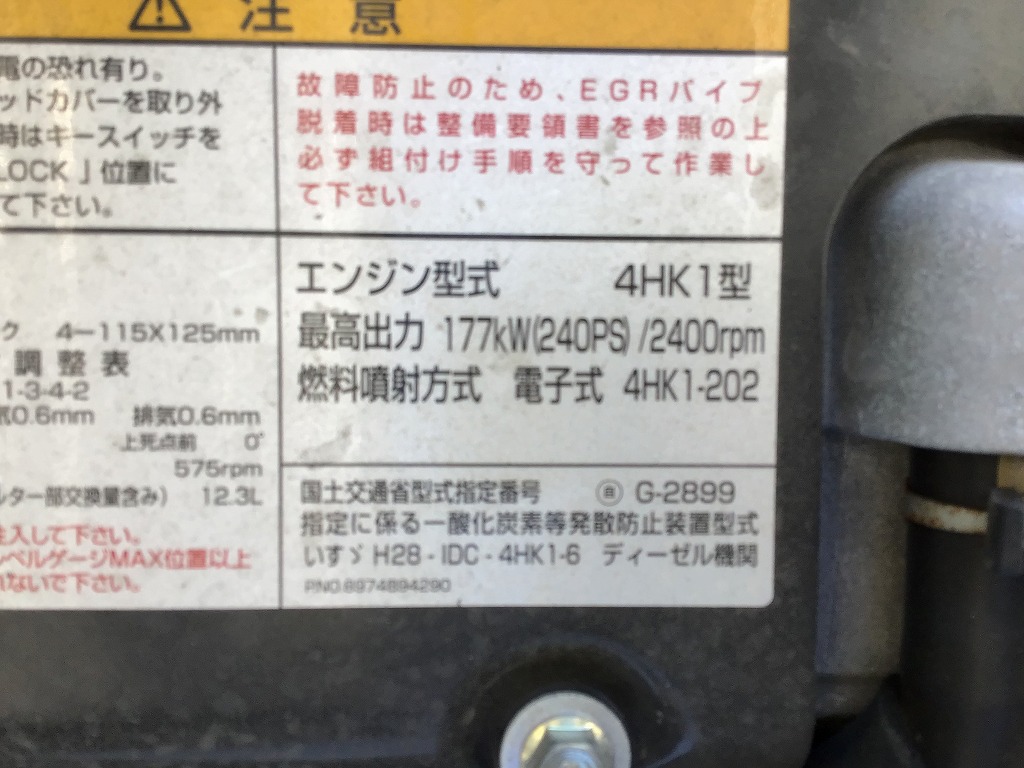 ⚠ 注意
電の恐れ有り。
ッドカバーを取り外
時はキースイッチを
LOCK」位置に
て下さい。
故障防止のため、EGRパイプ
脱着時は整備要領書を参照の上
必ず組付け手順を守って作業し
て下さい。
ク 4－115X125mm
調整表
1-3-4-2
気0.6mm 排気0.6mm
上死点前 0°
575rpm
ルター部交換量含み) 12.3L
注入して下さい。
レベルゲージMAX位置以上
れないで下さい。
エンジン型式 4HK1型
最高出力 177kW(240PS)/2400rpm
燃料噴射方式 電子式 4HK1-202
国土交通省型式指定番号 ㊐ G-2899
指定に係る一酸化炭素等発散防止装置型式
いすゞ H28-IDC-4HK1-6 ディーゼル機関
P.NO.8974894290